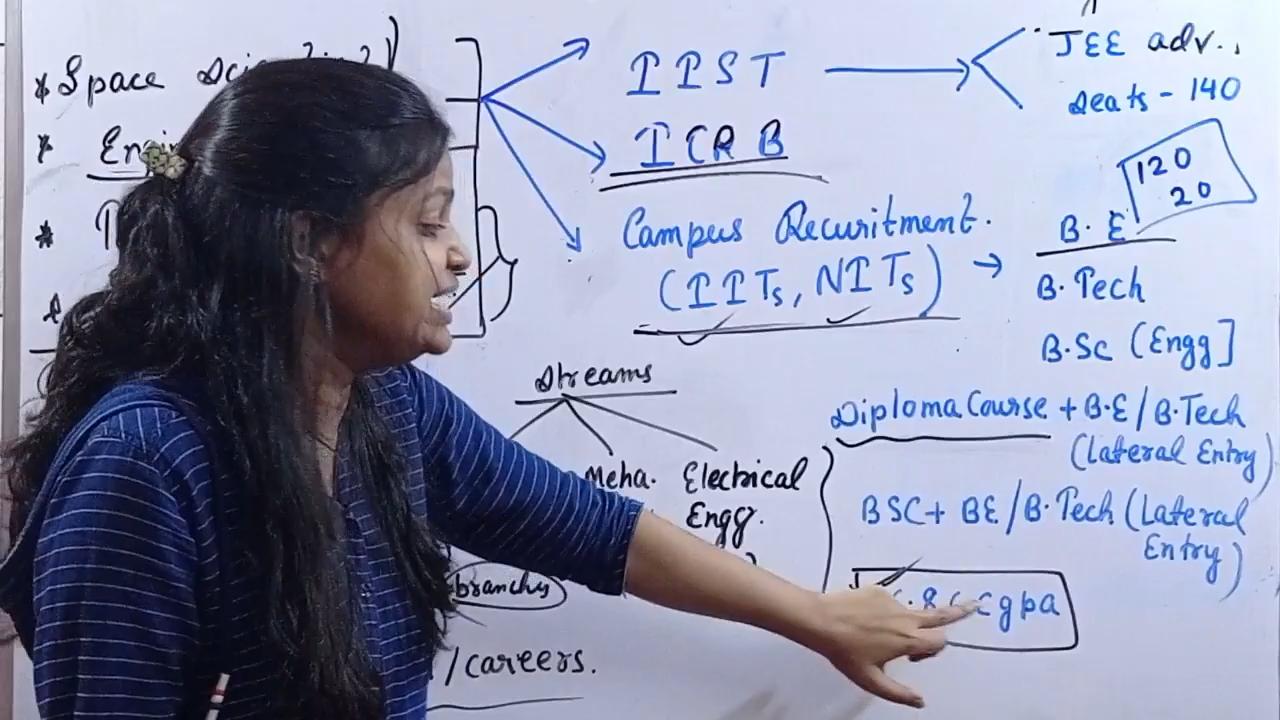 * Space
*
*
IIST
JEE adv.,
Seats - 140
ICRB
120
20
Campus Recuritment.
(IITs, NITs)
B.E
B.Tech
B.Sc (Engg]
Streams
Meha.
Electrical
Engg.
Diploma Course + B.E/B.Tech
(Lateral Entry)
BSC + BE/B.Tech (Lateral
Entry)
cgpa
branches
/careers.